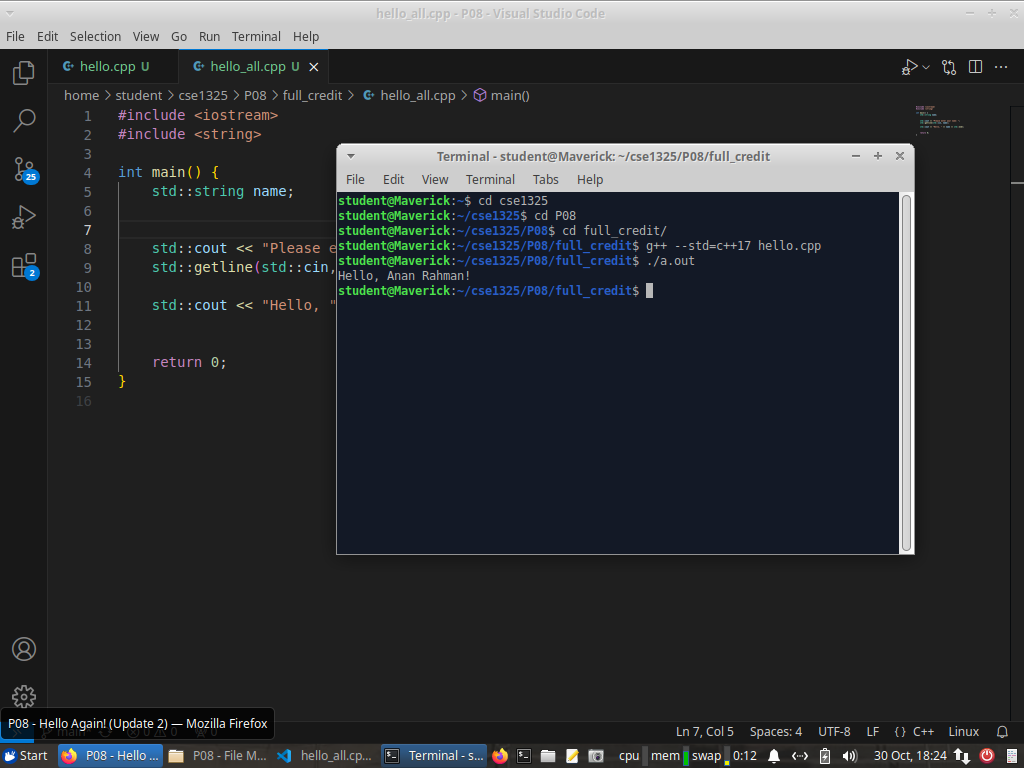 hello_all.cpp - P08 - Visual Studio Code
File Edit Selection View Go Run Terminal Help
hello.cpp U hello_all.cpp U
home > student > cse1325 > P08 > full_credit > hello_all.cpp > main()
1 #include <iostream>
2 #include <string>
3
4 int main() {
5 std::string name;
6
7
8 std::cout << "Please e
9 std::getline(std::cin,
10
11 std::cout << "Hello, "
12
13
14 return 0;
15 }
16
25
2
Terminal - student@Maverick: ~/cse1325/P08/full_credit
File Edit View Terminal Tabs Help
student@Maverick:~$ cd cse1325
student@Maverick:~/cse1325$ cd P08
student@Maverick:~/cse1325/P08$ cd full_credit/
student@Maverick:~/cse1325/P08/full_credit$ g++ --std=c++17 hello.cpp
student@Maverick:~/cse1325/P08/full_credit$ ./a.out
Hello, Anan Rahman!
student@Maverick:~/cse1325/P08/full_credit$
P08 - Hello Again! (Update 2) — Mozilla Firefox
Ln 7, Col 5 Spaces: 4 UTF-8 LF { } C++ Linux
Start P08 - Hello ... P08 - File M... hello_all.cp... Terminal - s... cpu mem swap 0:12 30 Oct, 18:24